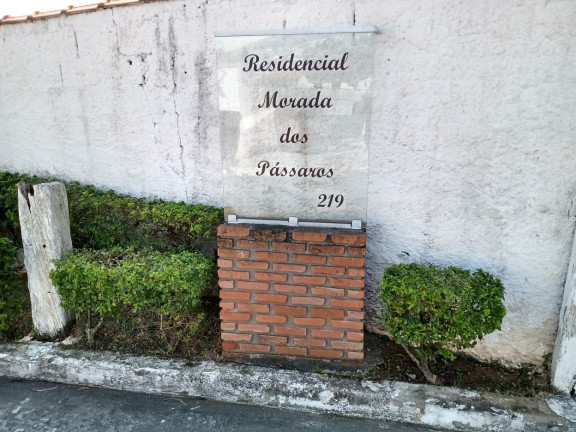 Residencial
Morada
dos
Pássaros
219